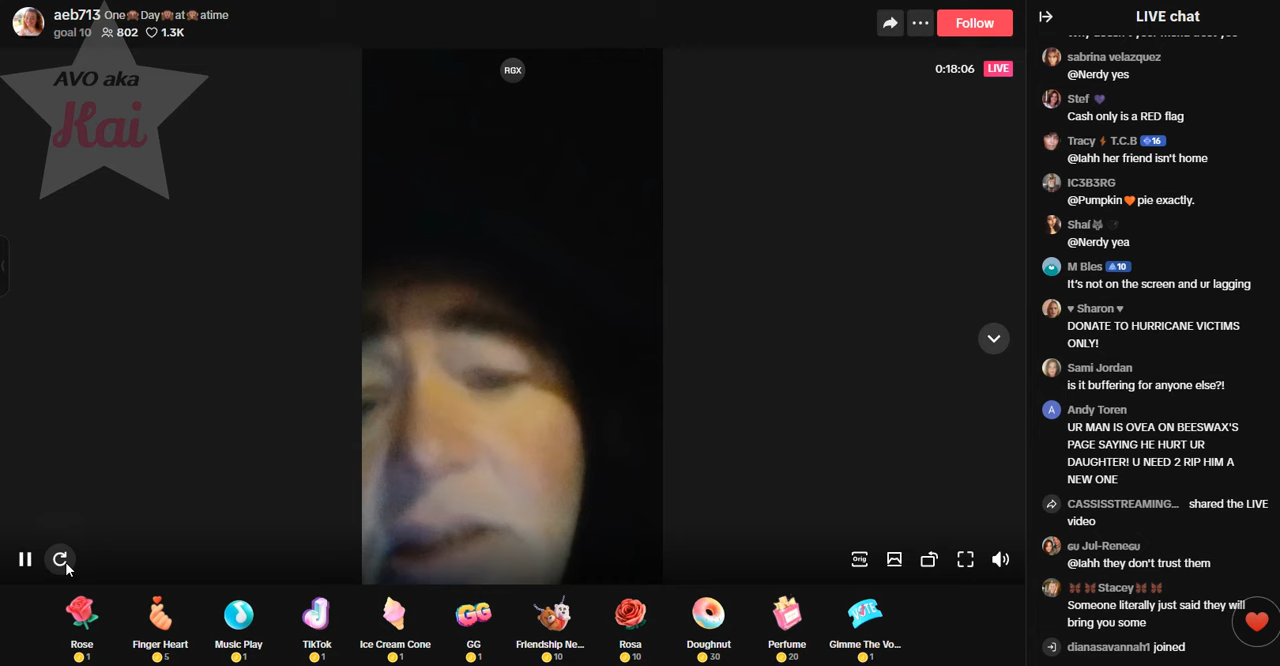 aeb713 One🙈Day🙈at🙈atime
goal 10 802 1.3K
AVO aka
Kai
RGX
Follow
0:18:06 LIVE
Orig
Rose
1
Finger Heart
5
Music Play
1
TikTok
1
Ice Cream Cone
1
GG
1
Friendship Ne...
10
Rosa
10
Doughnut
30
Perfume
20
GImme The Vo...
1
LIVE chat
sabrina velazquez
@Nerdy yes
Stef 💜
Cash only is a RED flag
Tracy ⚡ T.C.B 16
@lahh her friend isn't home
IC3B3RG
@Pumpkin🧡pie exactly.
Shaí
@Nerdy yea
M Bles 10
It's not on the screen and ur lagging
♥ Sharon ♥
DONATE TO HURRICANE VICTIMS
ONLY!
Sami Jordan
is it buffering for anyone else?!
A Andy Toren
UR MAN IS OVEA ON BEESWAX'S
PAGE SAYING HE HURT UR
DAUGHTER! U NEED 2 RIP HIM A
NEW ONE
CASSISSTREAMING... shared the LIVE
video
GU Jul-ReneGU
@lahh they don't trust them
Stacey
Someone literally just said they will
bring you some
dianasavannah1 joined